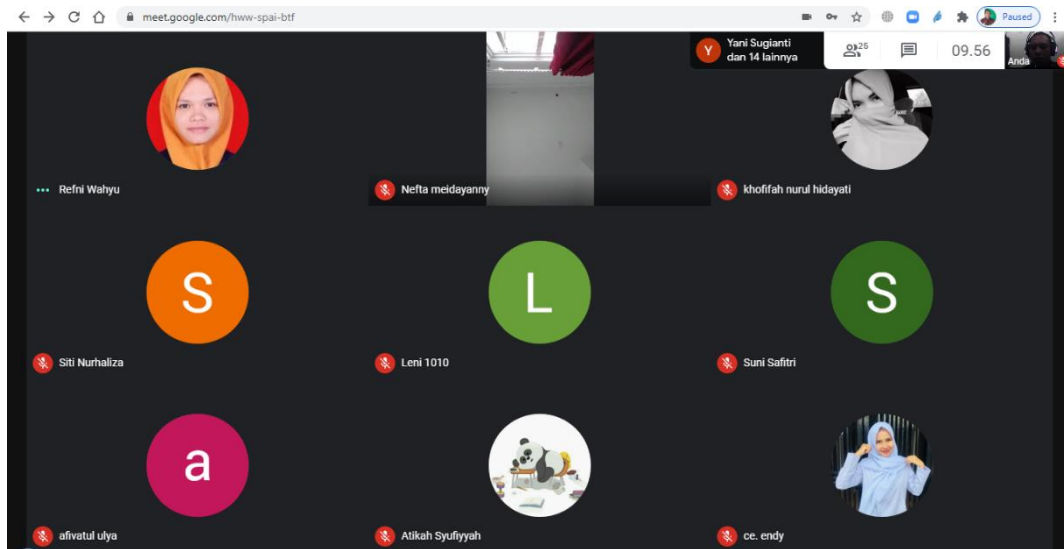 meet.google.com/hww-spai-btf
Paused
Y
Yani Sugianti
dan 14 lainnya
25
09.56
Anda
Refni Wahyu
Nefta meidayanny
khofifah nurul hidayati
S
L
S
Siti Nurhaliza
Leni 1010
Suni Safitri
a
afivatul ulya
Atikah Syufiyyah
ce. endy